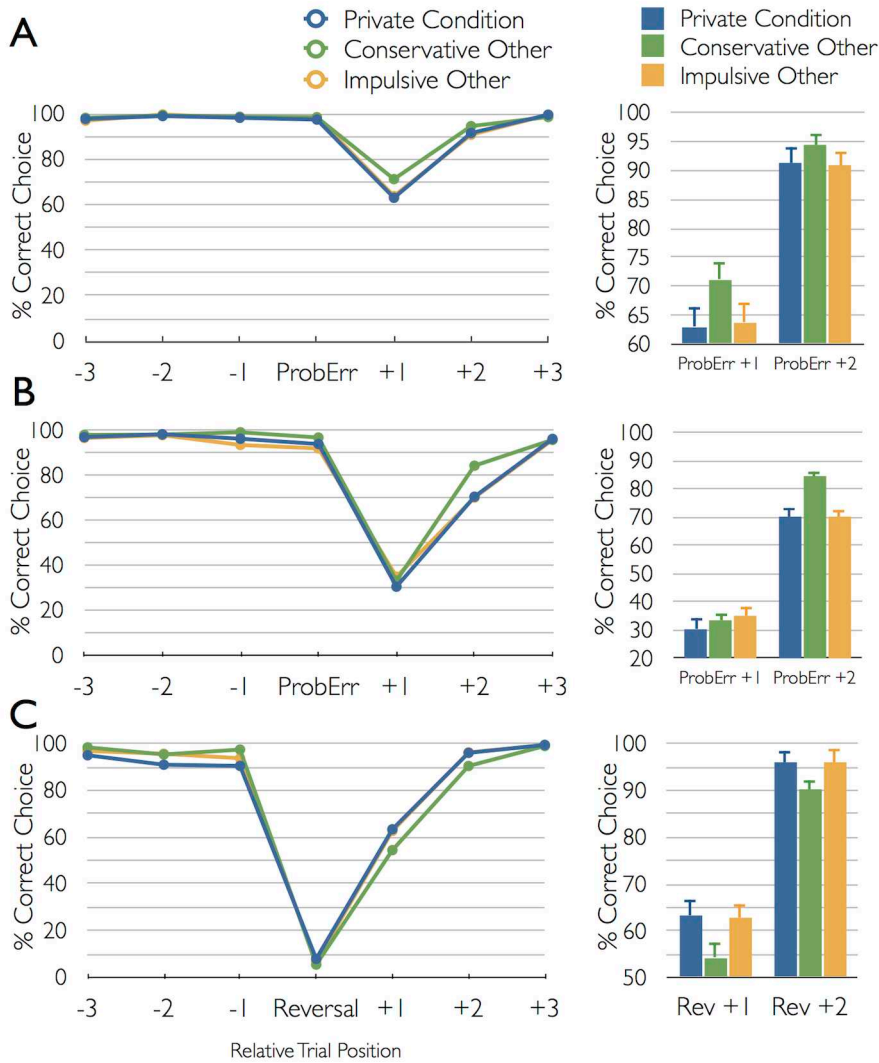 A
Private Condition
Conservative Other
Impulsive Other
Private Condition
Conservative Other
Impulsive Other
% Correct Choice
100
80
60
40
20
0
-3 -2 -1 ProbErr +1 +2 +3
% Correct Choice
100
95
90
85
80
75
70
65
60
ProbErr +1 ProbErr +2
B
% Correct Choice
100
80
60
40
20
0
-3 -2 -1 ProbErr +1 +2 +3
% Correct Choice
100
90
80
70
60
50
40
30
20
ProbErr +1 ProbErr +2
C
% Correct Choice
100
80
60
40
20
0
-3 -2 -1 Reversal +1 +2 +3
Relative Trial Position
% Correct Choice
100
90
80
70
60
50
Rev +1 Rev +2